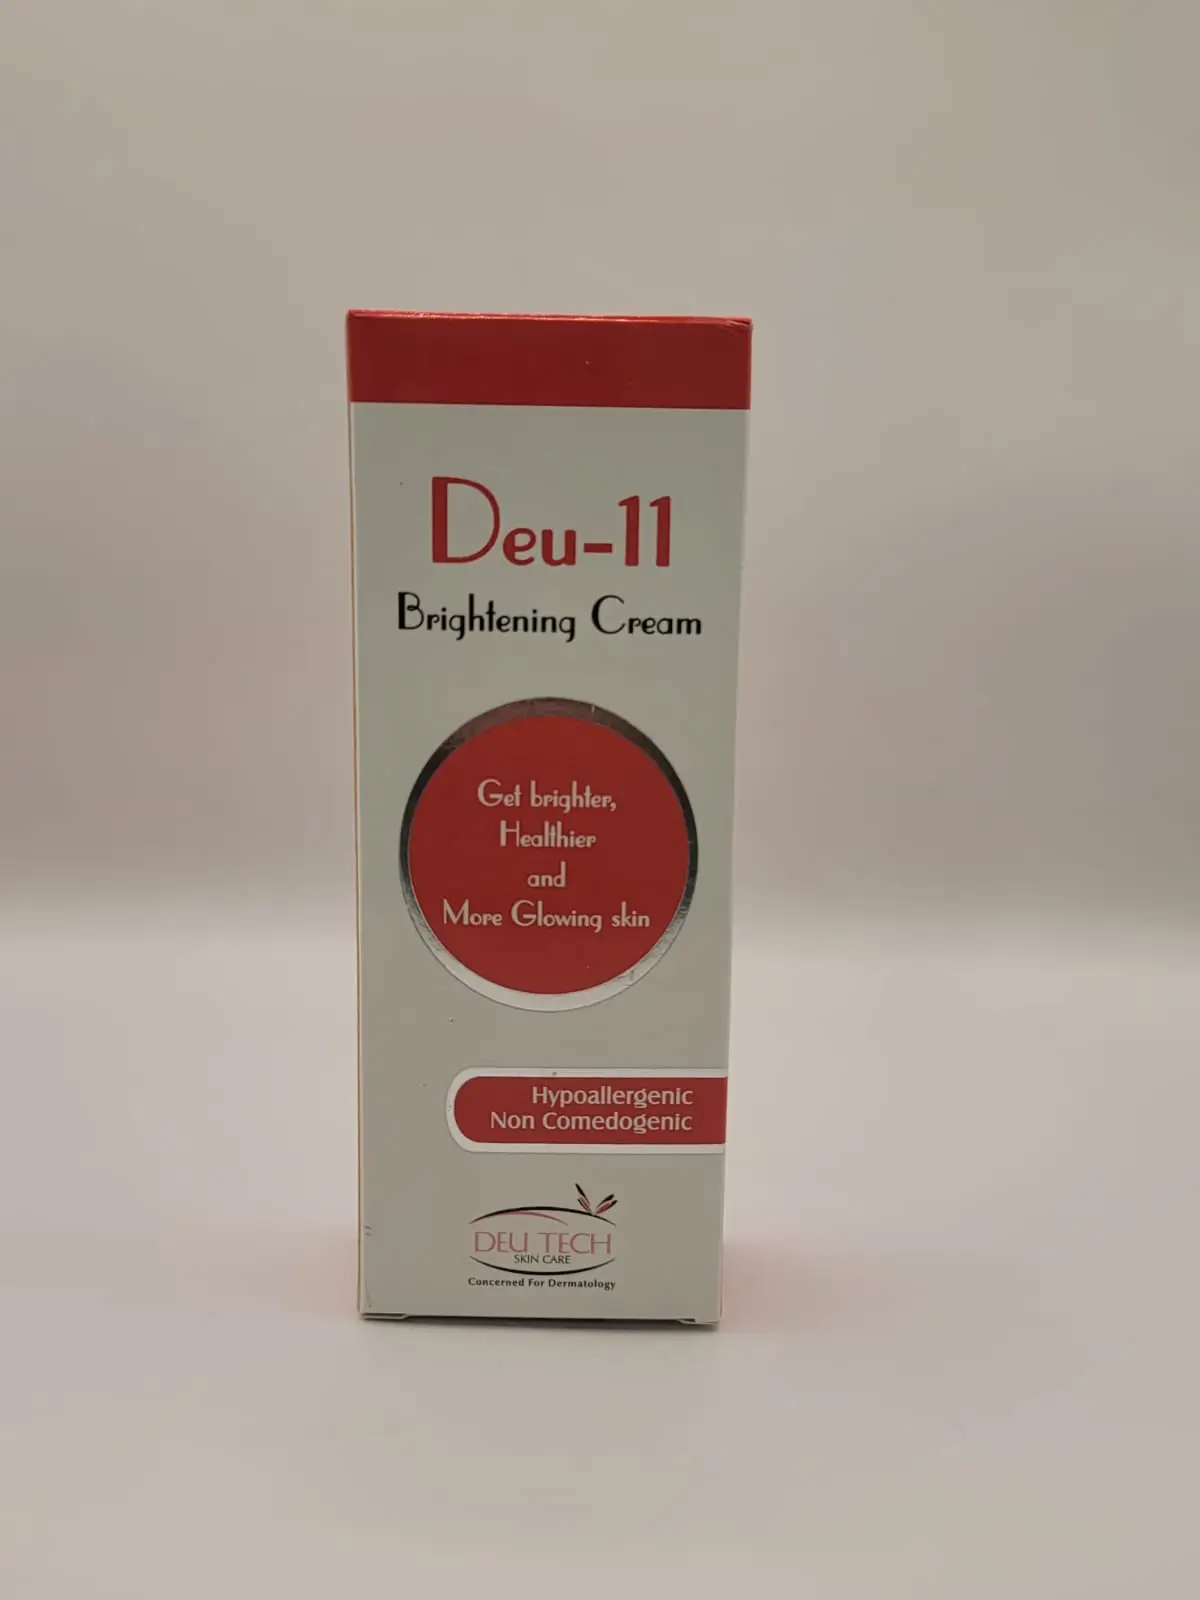 Deu-11
Brightening Cream
Get brighter,
Healthier
and
More Glowing skin
Hypoallergenic
Non Comedogenic
DEU TECH
SKIN CARE
Concerned For Dermatology